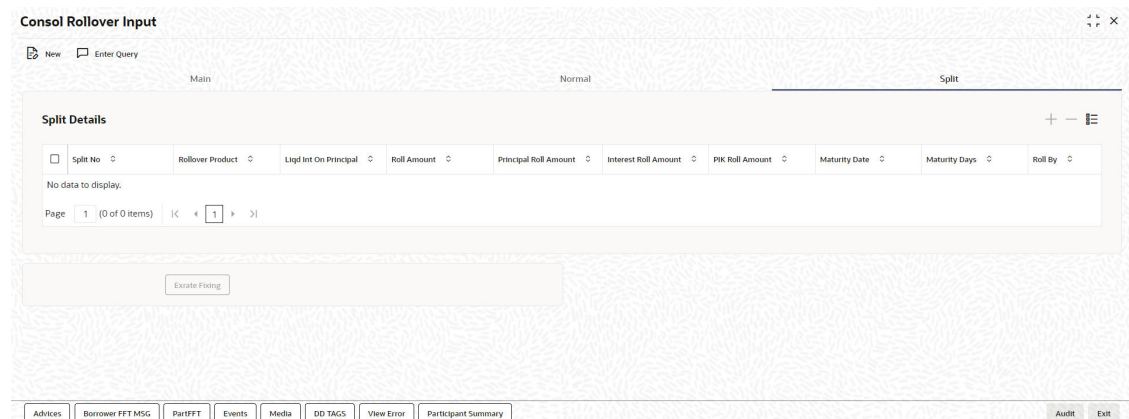 Consol Rollover Input
New Enter Query
Main Normal Split
Split Details
Split No Rollover Product Liqd Int On Principal Roll Amount Principal Roll Amount Interest Roll Amount PIK Roll Amount Maturity Date Maturity Days Roll By
No data to display.
Page 1 (0 of 0 items) 1
Exrate Fixing
Advices Borrower FFT MSG PartFFT Events Media DD TAGS View Error Participant Summary Audit Exit